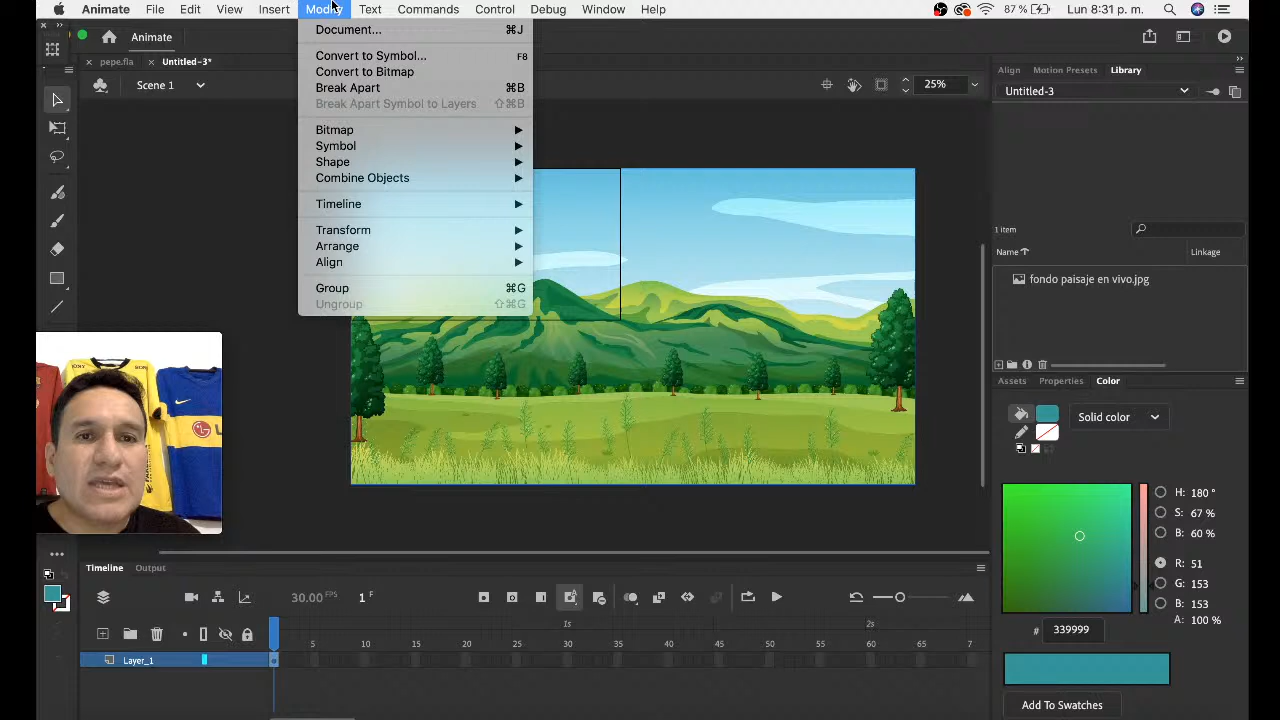 Animate File Edit View Insert Modify Text Commands Control Debug Window Help 87% Lun 8:31 p. m.
Animate
pepe.fla Untitled-3*
Scene 1
25%
Document... ⌘J
Convert to Symbol... F8
Convert to Bitmap
Break Apart ⌘B
Break Apart Symbol to Layers ⇧⌘B
Bitmap
Symbol
Shape
Combine Objects
Timeline
Transform
Arrange
Align
Group ⌘G
Ungroup ⇧⌘G
Align Motion Presets Library
Untitled-3
1 item
Name Linkage
fondo paisaje en vivo.jpg
Assets Properties Color
Solid color
H: 180 °
S: 67 %
B: 60 %
R: 51
G: 153
B: 153
A: 100 %
# 339999
Add To Swatches
SONY
LG
Timeline Output
30.00 FPS 1 F
1s 2s
5 10 15 20 25 30 35 40 45 50 55 60 65 7
Layer_1